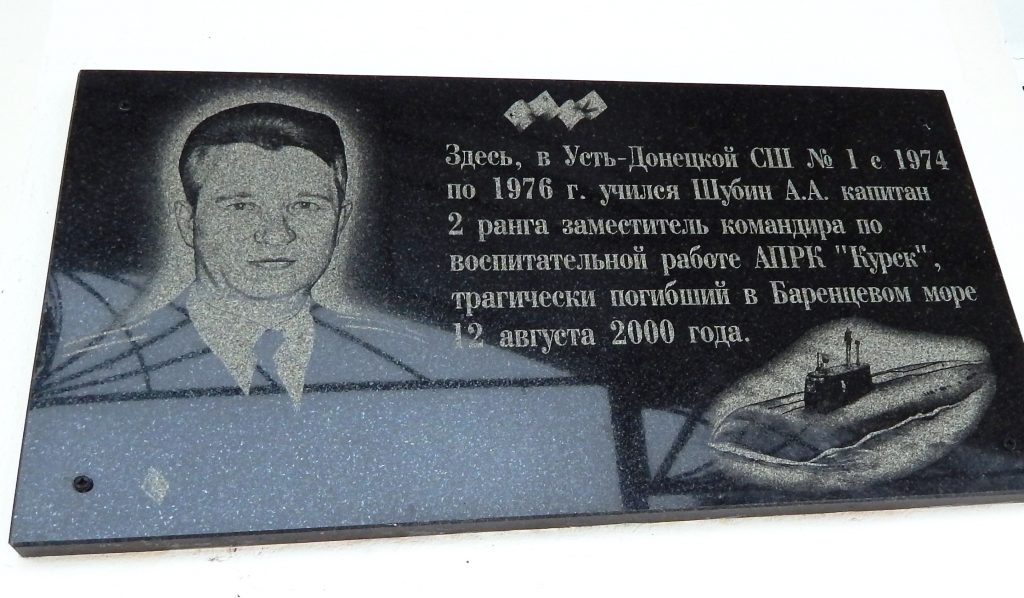 Здесь, в Усть-Донецкой СШ № 1 с 1974
по 1976 г. учился Шубин А.А. капитан
2 ранга заместитель командира по
воспитательной работе АПРК "Курск",
трагически погибший в Баренцевом море
12 августа 2000 года.